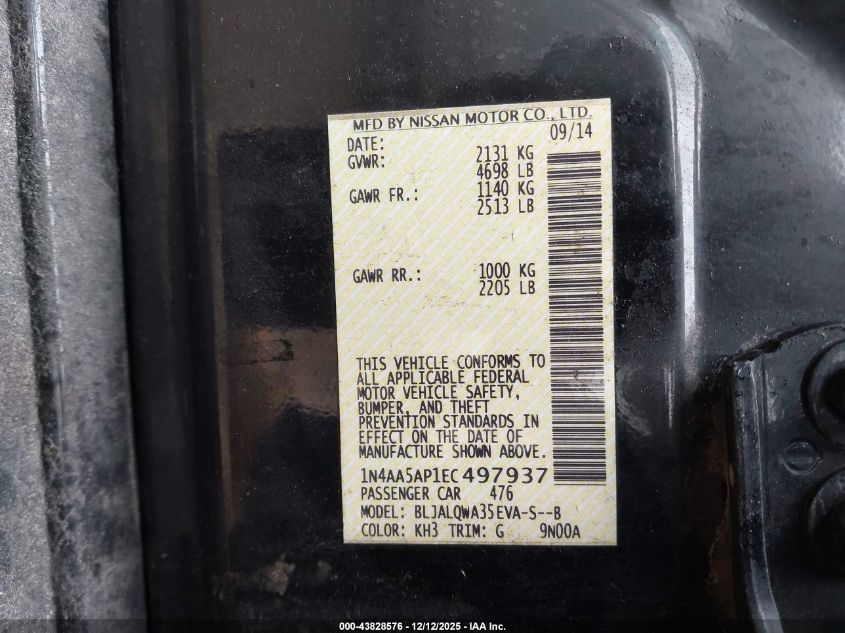 MFD BY NISSAN MOTOR CO., LTD.
DATE: 09/14
GVWR: 2131 KG
4698 LB
GAWR FR.: 1140 KG
2513 LB
GAWR RR.: 1000 KG
2205 LB
THIS VEHICLE CONFORMS TO
ALL APPLICABLE FEDERAL
MOTOR VEHICLE SAFETY,
BUMPER, AND THEFT
PREVENTION STANDARDS IN
EFFECT ON THE DATE OF
MANUFACTURE SHOWN ABOVE.
1N4AA5AP1EC497937
PASSENGER CAR 476
MODEL: BLJALQWA35EVA-S--B
COLOR: KH3 TRIM: G 9N00A
000-43828576 - 12/12/2025 - IAA Inc.